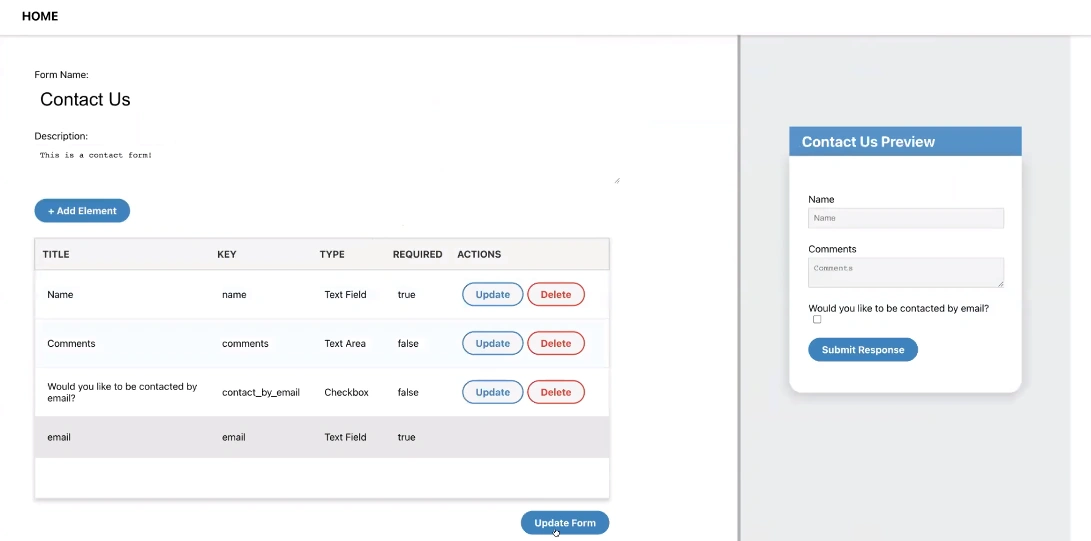 HOME
Form Name:
Contact Us
Description:
This is a contact form!
+ Add Element
TITLE KEY TYPE REQUIRED ACTIONS
Name name Text Field true Update Delete
Comments comments Text Area false Update Delete
Would you like to be contacted by
email? contact_by_email Checkbox false Update Delete
email email Text Field true
Update Form
Contact Us Preview
Name
Name
Comments
Comments
Would you like to be contacted by email?
Submit Response